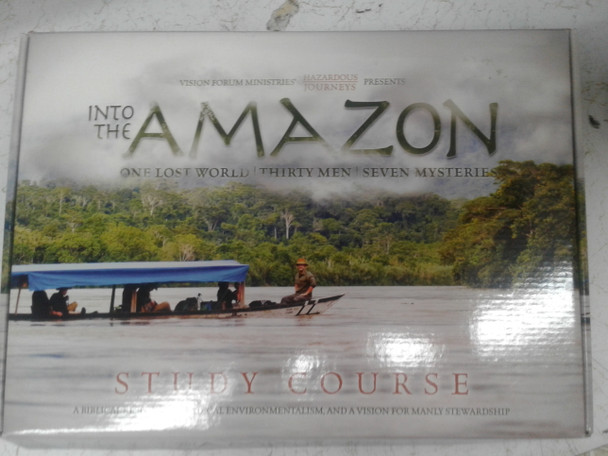 VISION FORUM MINISTRIES' HAZARDOUS JOURNEYS PRESENTS
INTO THE AMAZON
ONE LOST WORLD | THIRTY MEN | SEVEN MYSTERIES
STUDY COURSE
A BIBLICAL ENVIRONMENTALISM, AND A VISION FOR MANLY STEWARDSHIP